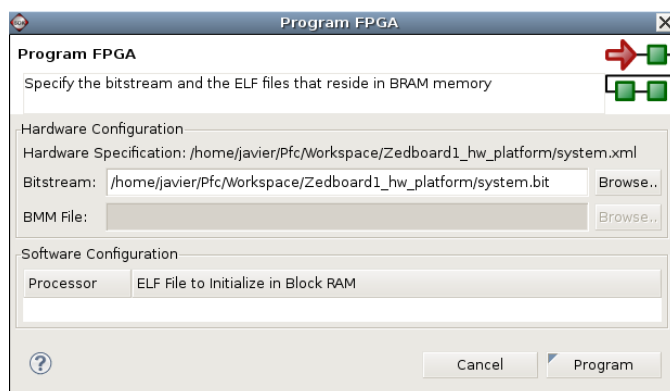 Program FPGA
Program FPGA
Specify the bitstream and the ELF files that reside in BRAM memory
Hardware Configuration
Hardware Specification: /home/javier/Pfc/Workspace/Zedboard1_hw_platform/system.xml
Bitstream: /home/javier/Pfc/Workspace/Zedboard1_hw_platform/system.bit Browse..
BMM File: Browse..
Software Configuration
Processor ELF File to Initialize in Block RAM
? Cancel Program